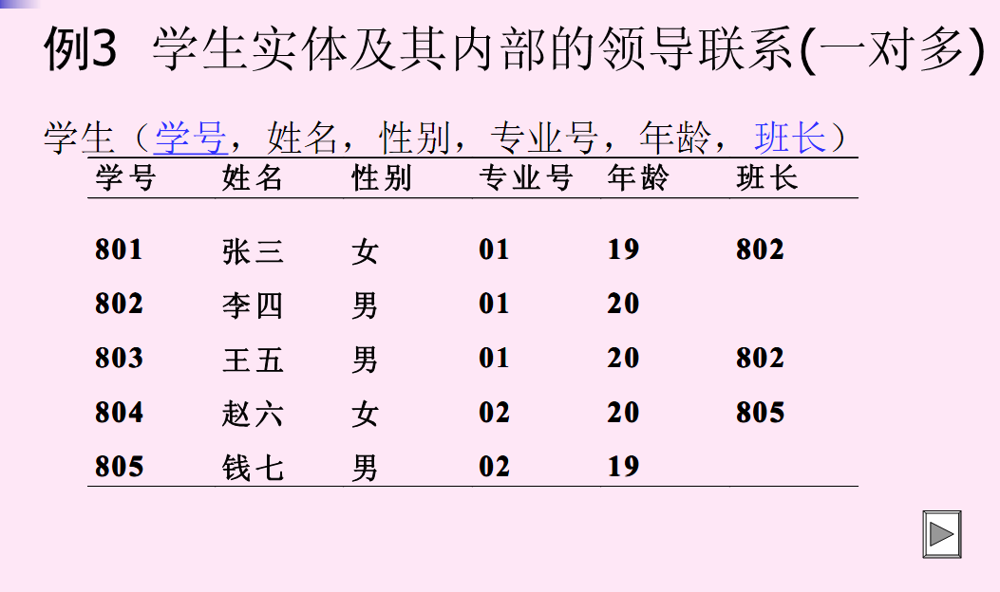 例3 学生实体及其内部的领导联系(一对多)
学生（学号，姓名，性别，专业号，年龄，班长）
学号 姓名 性别 专业号 年龄 班长
801 张三 女 01 19 802
802 李四 男 01 20
803 王五 男 01 20 802
804 赵六 女 02 20 805
805 钱七 男 02 19